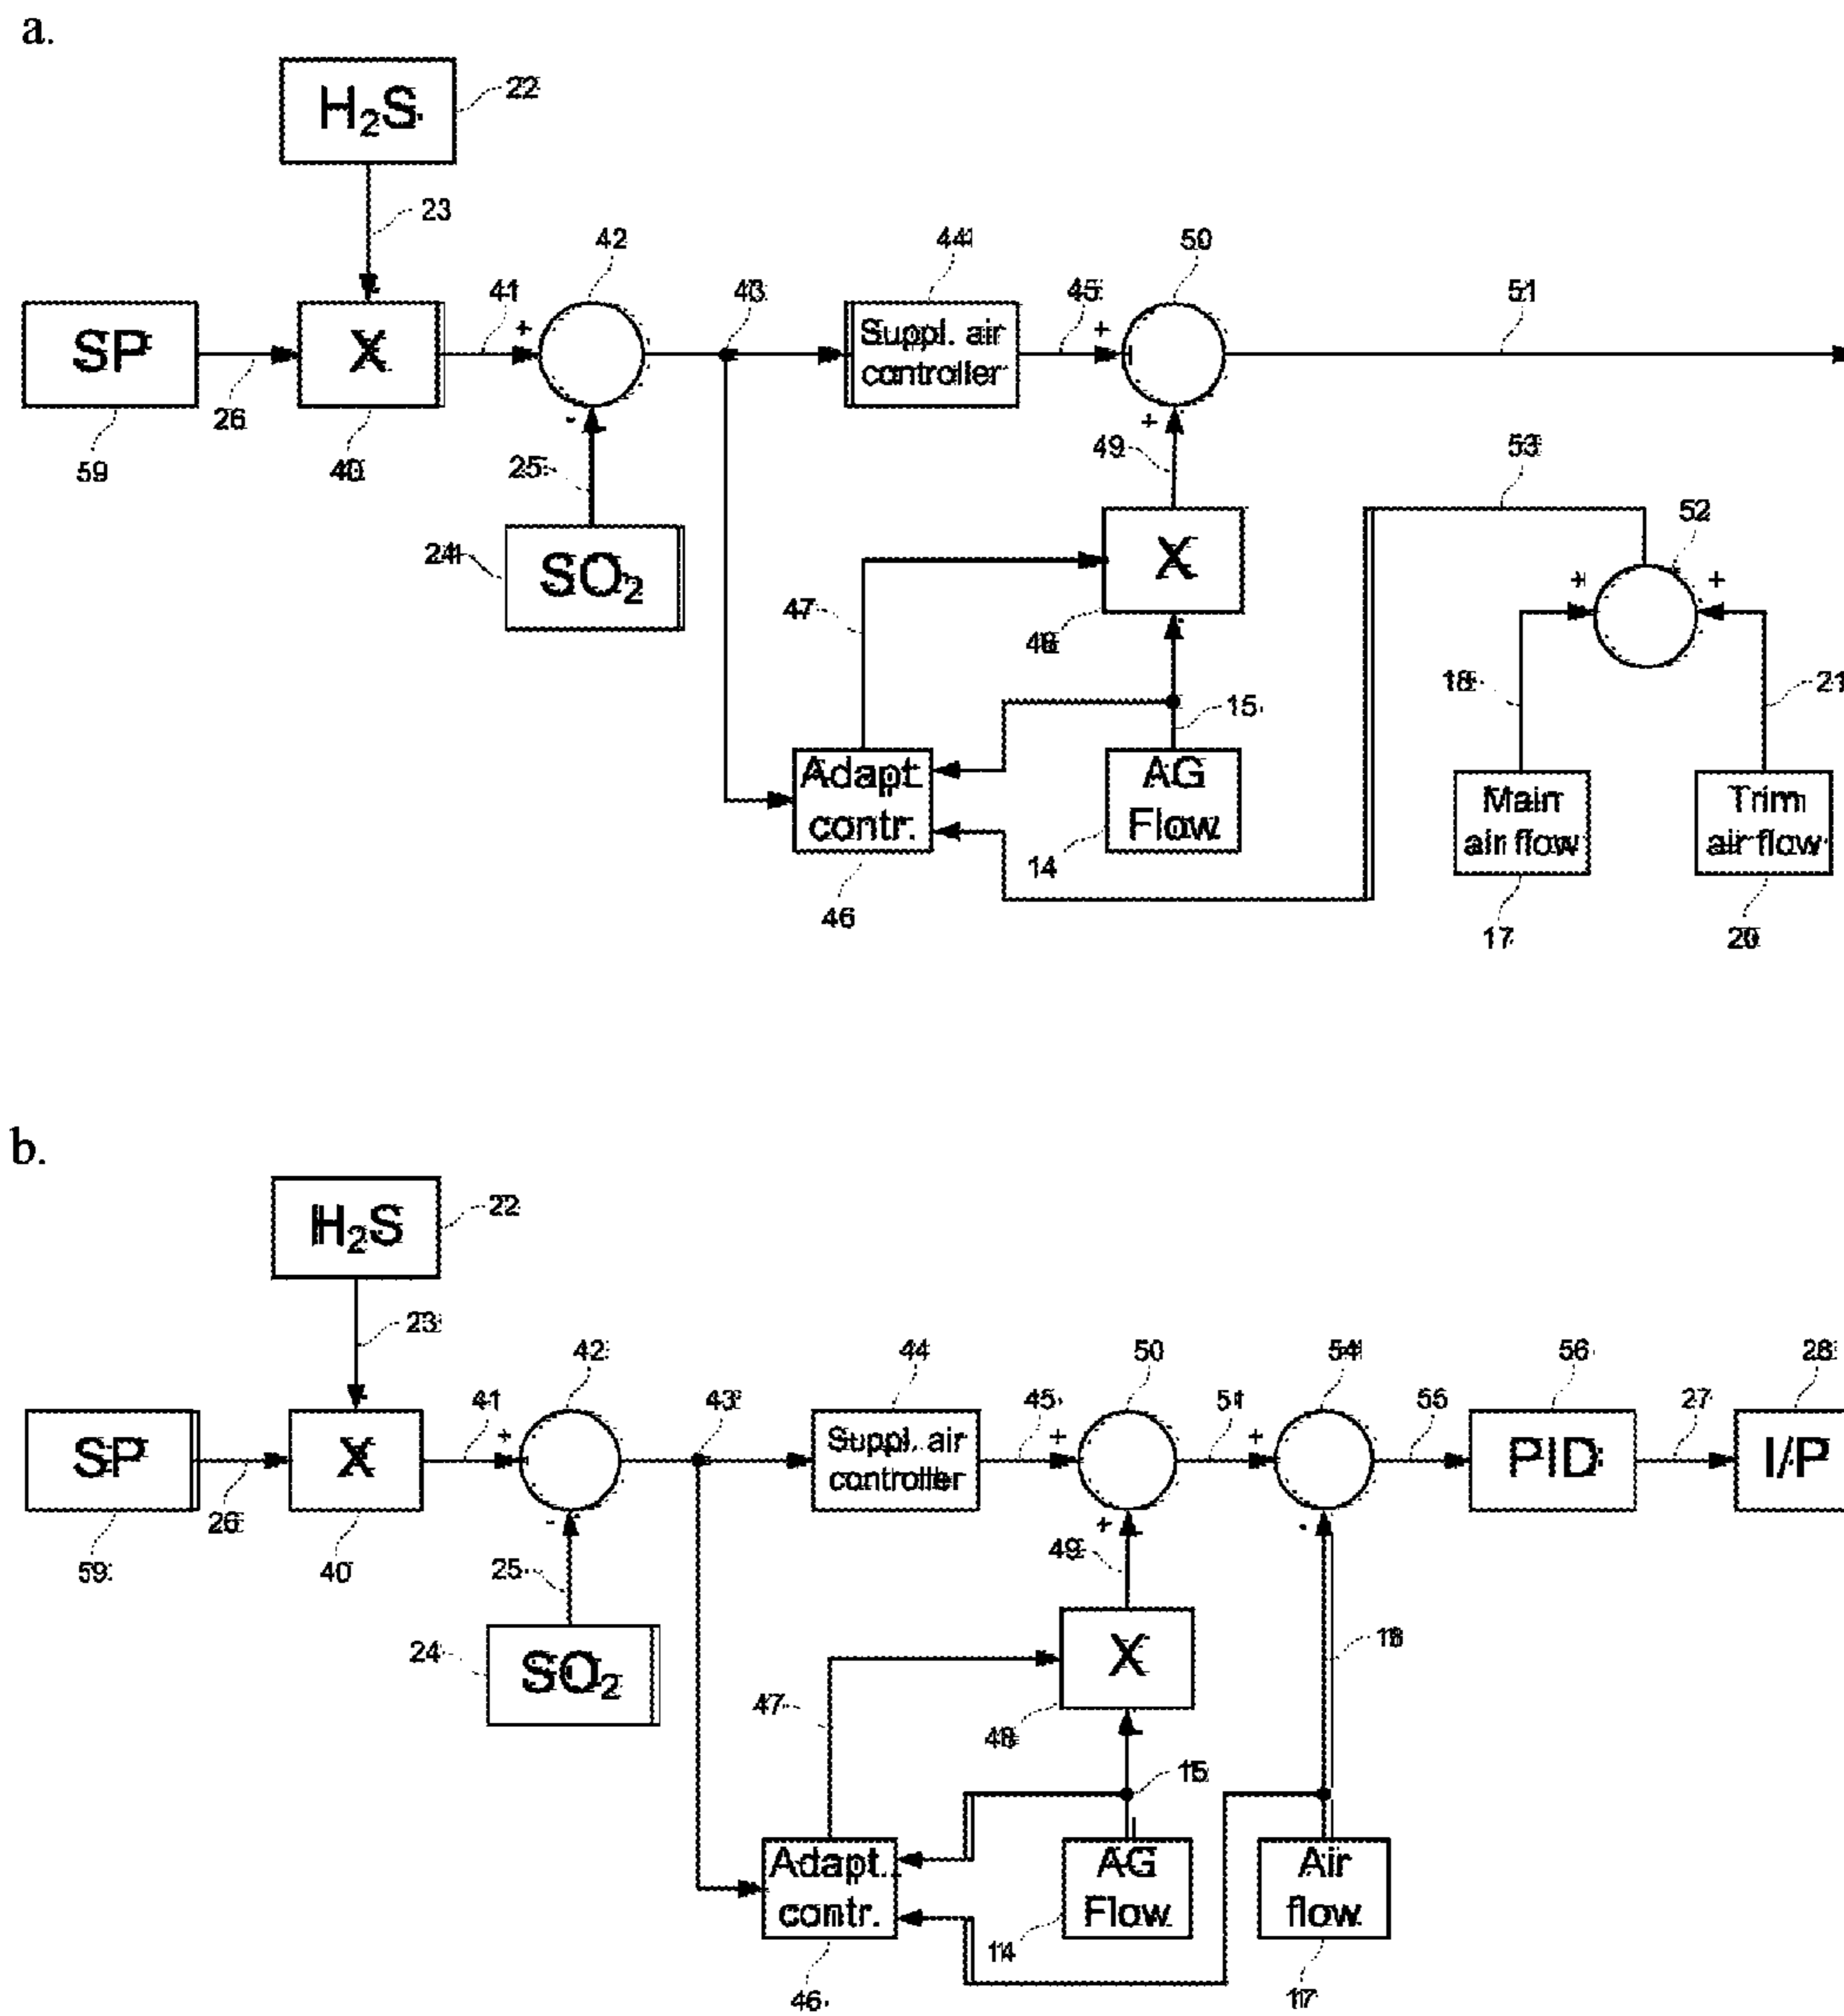 a.
H₂S
22
23
42
44
50
41
+
43
45
+
51
SP
X
Suppl. air
controller
26
-
+
59
40
25
49
53
24
SO₂
X
52
+
+
47
48
18
21
15
Adapt.
contr.
AG
Flow
Main
air flow
Trim
air flow
14
46
17
20
b.
H₂S
22
23
42
44
50
54
56
28
41
+
43
45
+
51
+
55
27
SP
X
Suppl. air
controller
PID
I/P
26
-
+
-
59
40
25
49
24
SO₂
X
18
47
48
15
Adapt.
contr.
AG
Flow
Air
flow
14
46
17